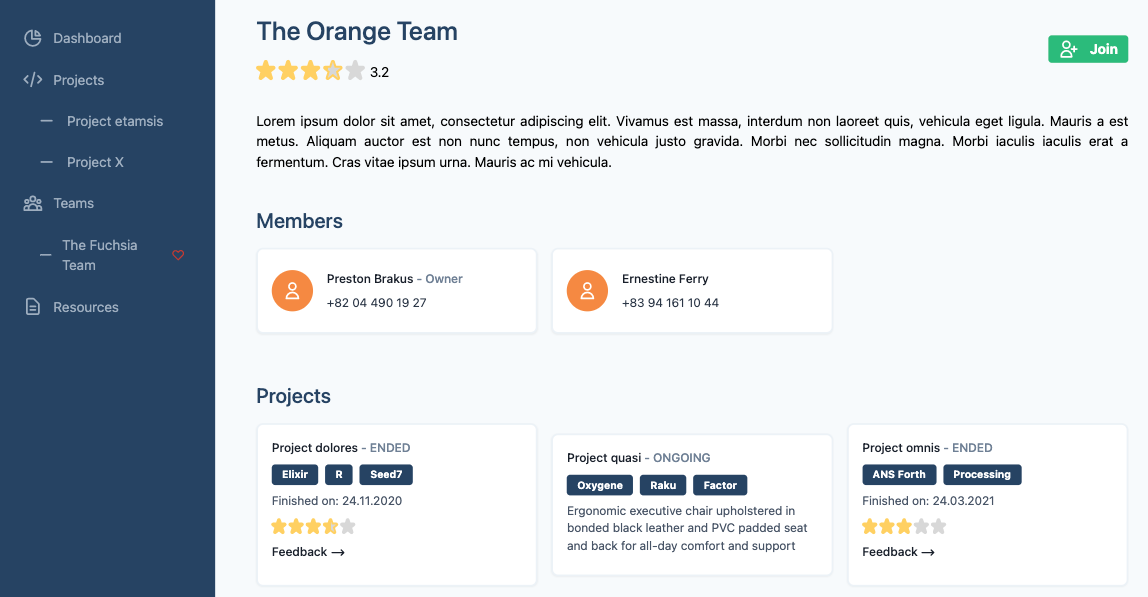 Dashboard
Projects
Project etamsis
Project X
Teams
The Fuchsia
Team
Resources
The Orange Team
3.2
Join
Lorem ipsum dolor sit amet, consectetur adipiscing elit. Vivamus est massa, interdum non laoreet quis, vehicula eget ligula. Mauris a est
metus. Aliquam auctor est non nunc tempus, non vehicula justo gravida. Morbi nec sollicitudin magna. Morbi iaculis iaculis erat a
fermentum. Cras vitae ipsum urna. Mauris ac mi vehicula.
Members
Preston Brakus - Owner
+82 04 490 19 27
Ernestine Ferry
+83 94 161 10 44
Projects
Project dolores - ENDED
Elixir R Seed7
Finished on: 24.11.2020
Feedback →
Project quasi - ONGOING
Oxygene Raku Factor
Ergonomic executive chair upholstered in
bonded black leather and PVC padded seat
and back for all-day comfort and support
Project omnis - ENDED
ANS Forth Processing
Finished on: 24.03.2021
Feedback →